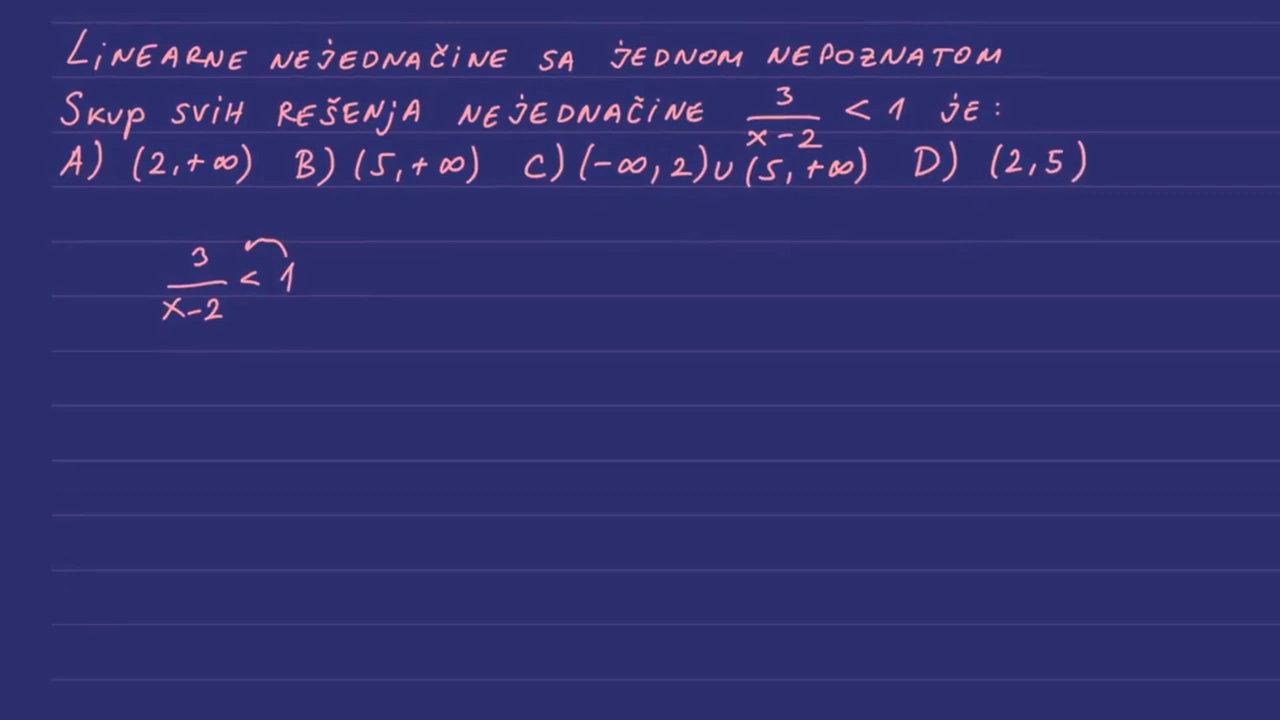 LINEARNE NEJEDNAČINE SA JEDNOM NEPOZNATOM
SKUP SVIH REŠENJA NEJEDNAČINE 3/(x-2) < 1 JE:
A) (2,+∞) B) (5,+∞) C) (-∞,2)∪(5,+∞) D) (2,5)
3/(x-2) < 1